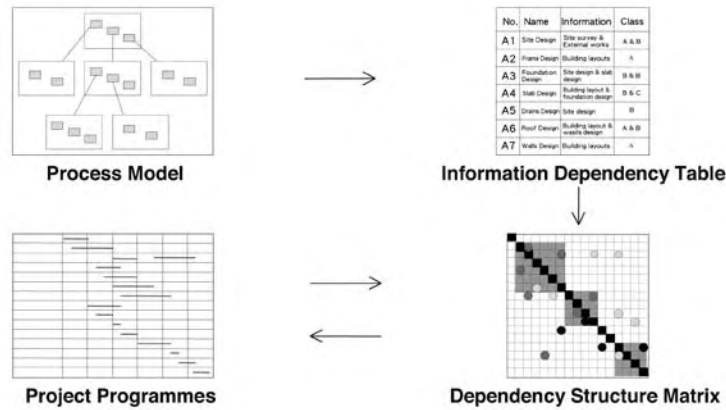 No. Name Information Class
A1 Site Design Site survey & External works A & B
A2 Frame Design Building layouts A
A3 Foundation Design Site design & slab design B & B
A4 Slab Design Building layout & foundation design B & C
A5 Drains Design Site design B
A6 Roof Design Building layout & wasils design A & B
A7 Walls Design Building layouts A
Process Model
Information Dependency Table
Project Programmes
Dependency Structure Matrix